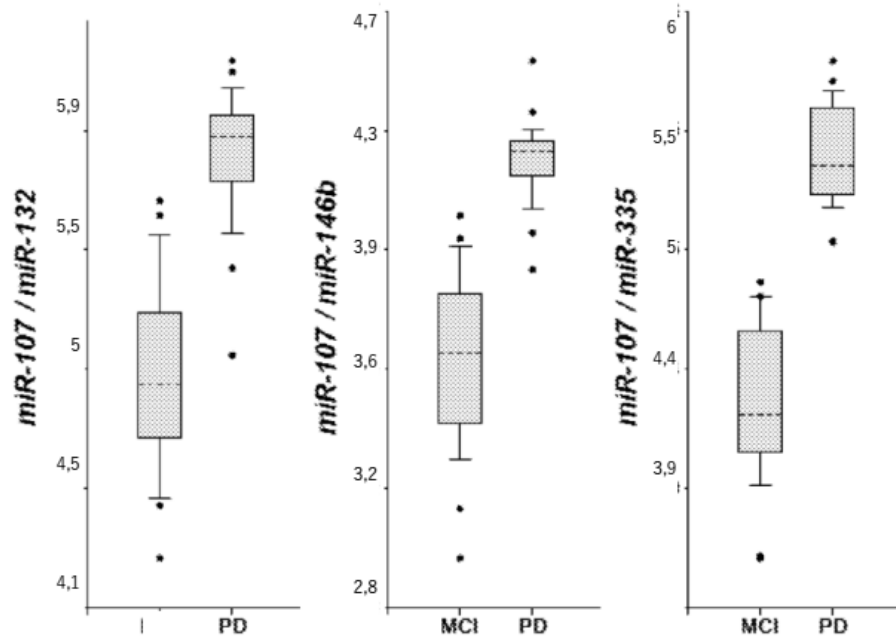 miR-107 / miR-132
5,9
5,5
5
4,5
4,1
I
PD
miR-107 / miR-146b
4,7
4,3
3,9
3,6
3,2
2,8
MCI
PD
miR-107 / miR-335
6
5,5
5
4,4
3,9
MCI
PD